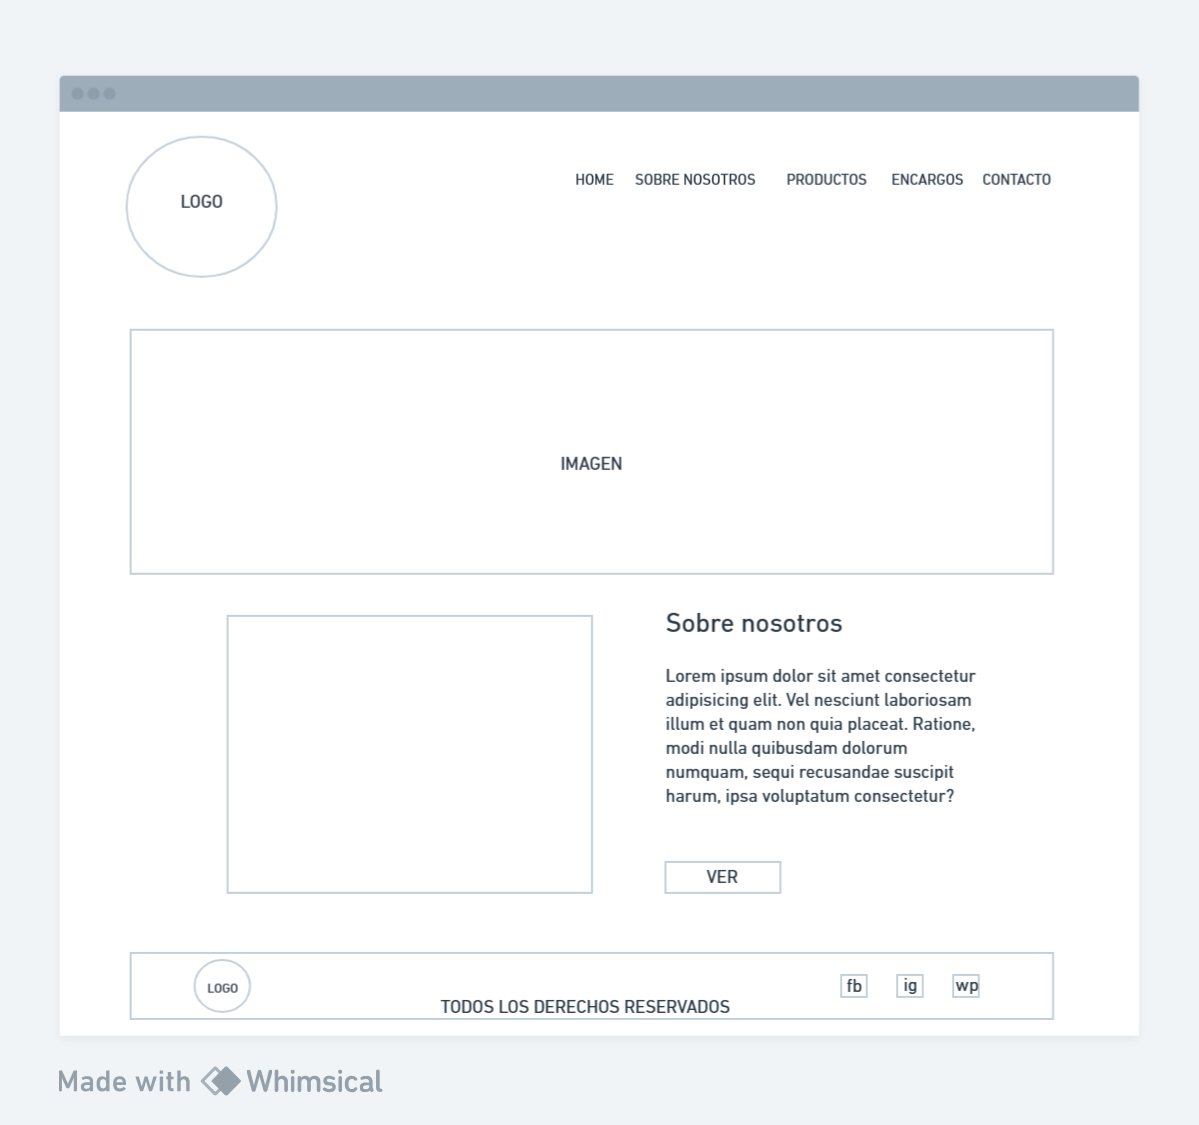 LOGO
HOME SOBRE NOSOTROS PRODUCTOS ENCARGOS CONTACTO
IMAGEN
Sobre nosotros
Lorem ipsum dolor sit amet consectetur
adipisicing elit. Vel nesciunt laboriosam
illum et quam non quia placeat. Ratione,
modi nulla quibusdam dolorum
numquam, sequi recusandae suscipit
harum, ipsa voluptatum consectetur?
VER
LOGO
TODOS LOS DERECHOS RESERVADOS
fb ig wp
Made with Whimsical